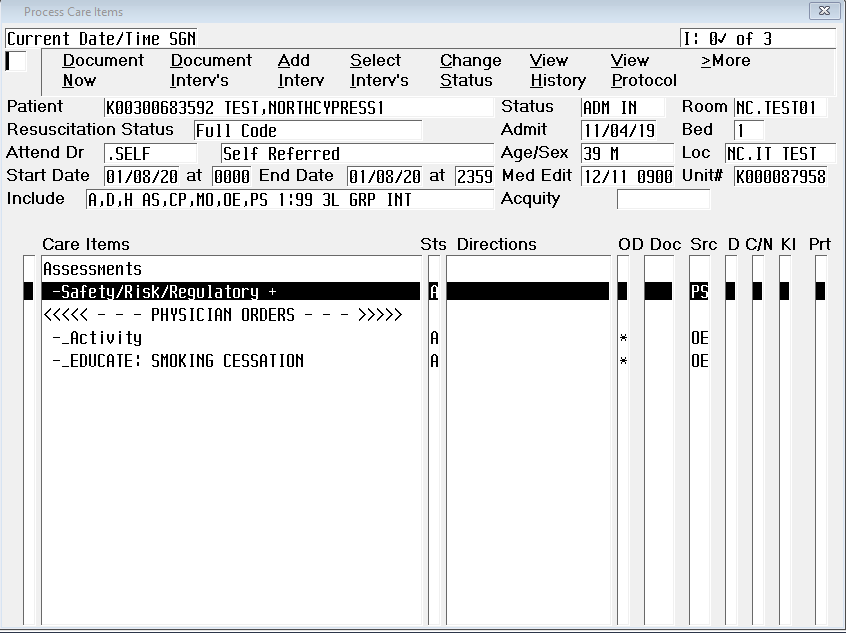 Process Care Items
Current Date/Time SGN I: 0✓ of 3
Document Now Document Interv's Add Interv Select Interv's Change Status View History View Protocol >More
Patient K00300683592 TEST,NORTHCYPRESS1 Status ADM IN Room NC.TEST01
Resuscitation Status Full Code Admit 11/04/19 Bed 1
Attend Dr .SELF Self Referred Age/Sex 39 M Loc NC.IT TEST
Start Date 01/08/20 at 0000 End Date 01/08/20 at 2359 Med Edit 12/11 0900 Unit# K000087958
Include A,D,H AS,CP,MO,OE,PS 1:99 3L GRP INT Acquity
Care Items Sts Directions OD Doc Src D C/N KI Prt
Assessments
-Safety/Risk/Regulatory + A PS
<<<<< - - - PHYSICIAN ORDERS - - - >>>>>
-_Activity A * OE
-_EDUCATE: SMOKING CESSATION A * OE